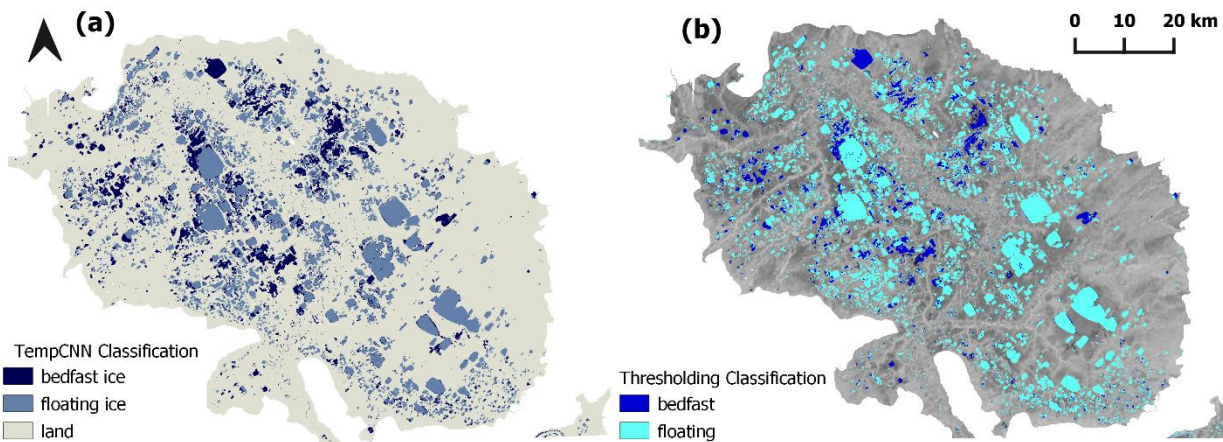 (a)
(b)
0 10 20 km
TempCNN Classification
bedfast ice
floating ice
land
Thresholding Classification
bedfast
floating